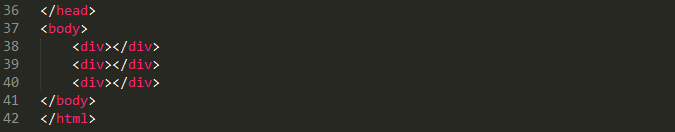 36 </head>
37 <body>
38     <div></div>
39     <div></div>
40     <div></div>
41 </body>
42 </html>